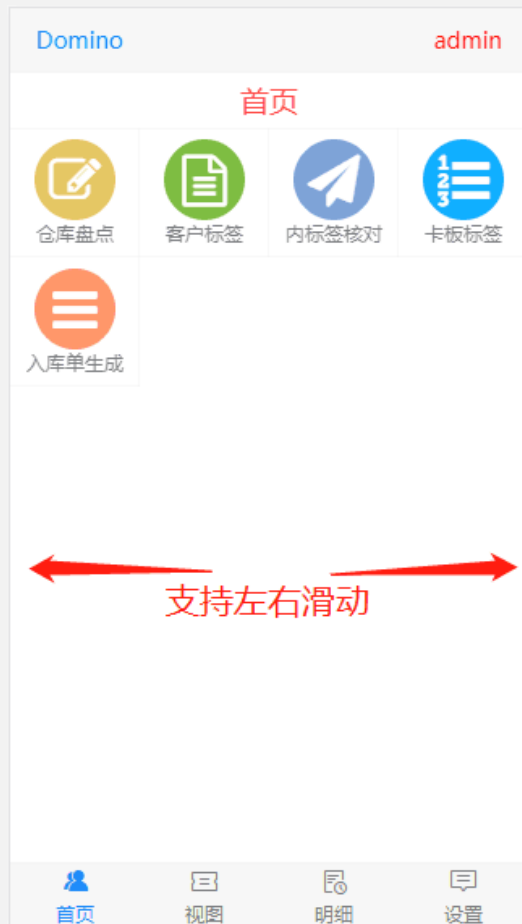 Domino admin
首页
仓库盘点 客户标签 内标签核对 卡板标签
入库单生成
支持左右滑动
首页 视图 明细 设置